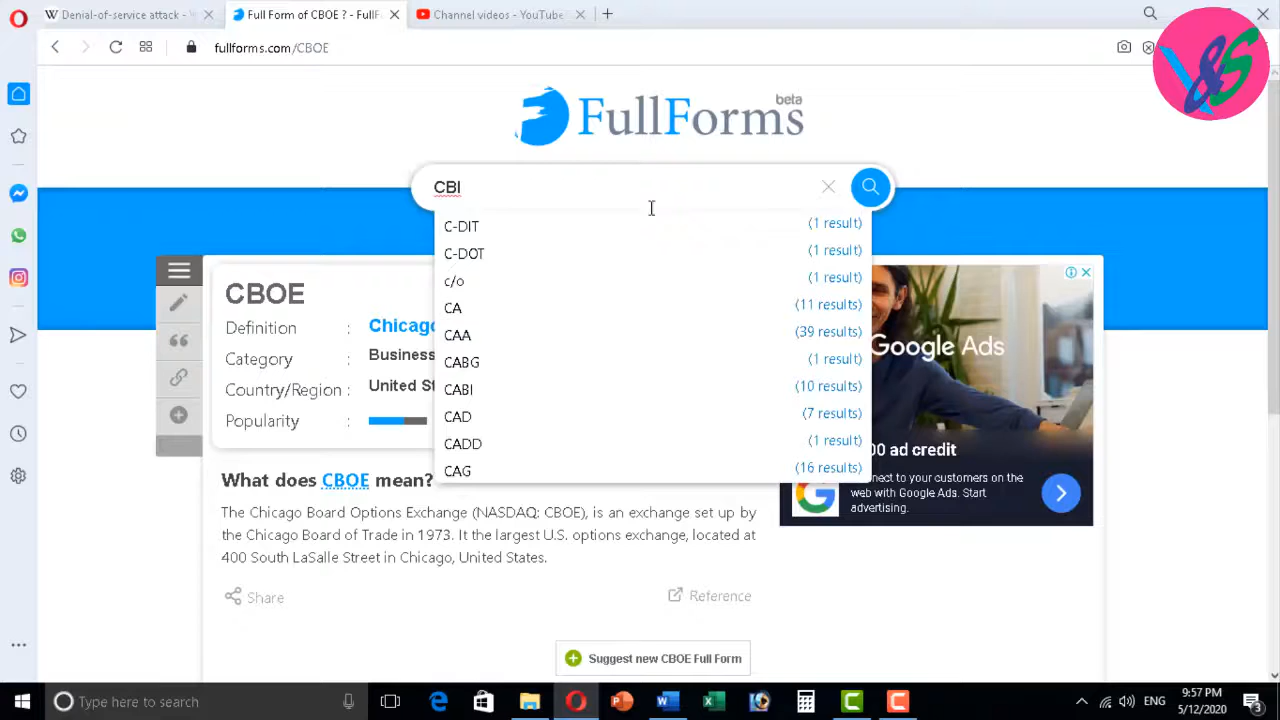 Denial-of-service attack - W
Full Form of CBOE ? - FullF
Channel videos - YouTube
fullforms.com/CBOE
&S
FullForms beta
CBI
C-DIT (1 result)
C-DOT (1 result)
c/o (1 result)
CA (11 results)
CAA (39 results)
CABG (1 result)
CABI (10 results)
CAD (7 results)
CADD (1 result)
CAG (16 results)
CBOE
Definition :
Category :
Business
Country/Region :
United St
Popularity :
Google Ads
00 ad credit
nnect to your customers on the
web with Google Ads. Start
advertising.
What does CBOE mean?
The Chicago Board Options Exchange (NASDAQ: CBOE), is an exchange set up by
the Chicago Board of Trade in 1973. It the largest U.S. options exchange, located at
400 South LaSalle Street in Chicago, United States.
Share
Reference
Suggest new CBOE Full Form
Type here to search
ENG
9:57 PM
5/12/2020
3